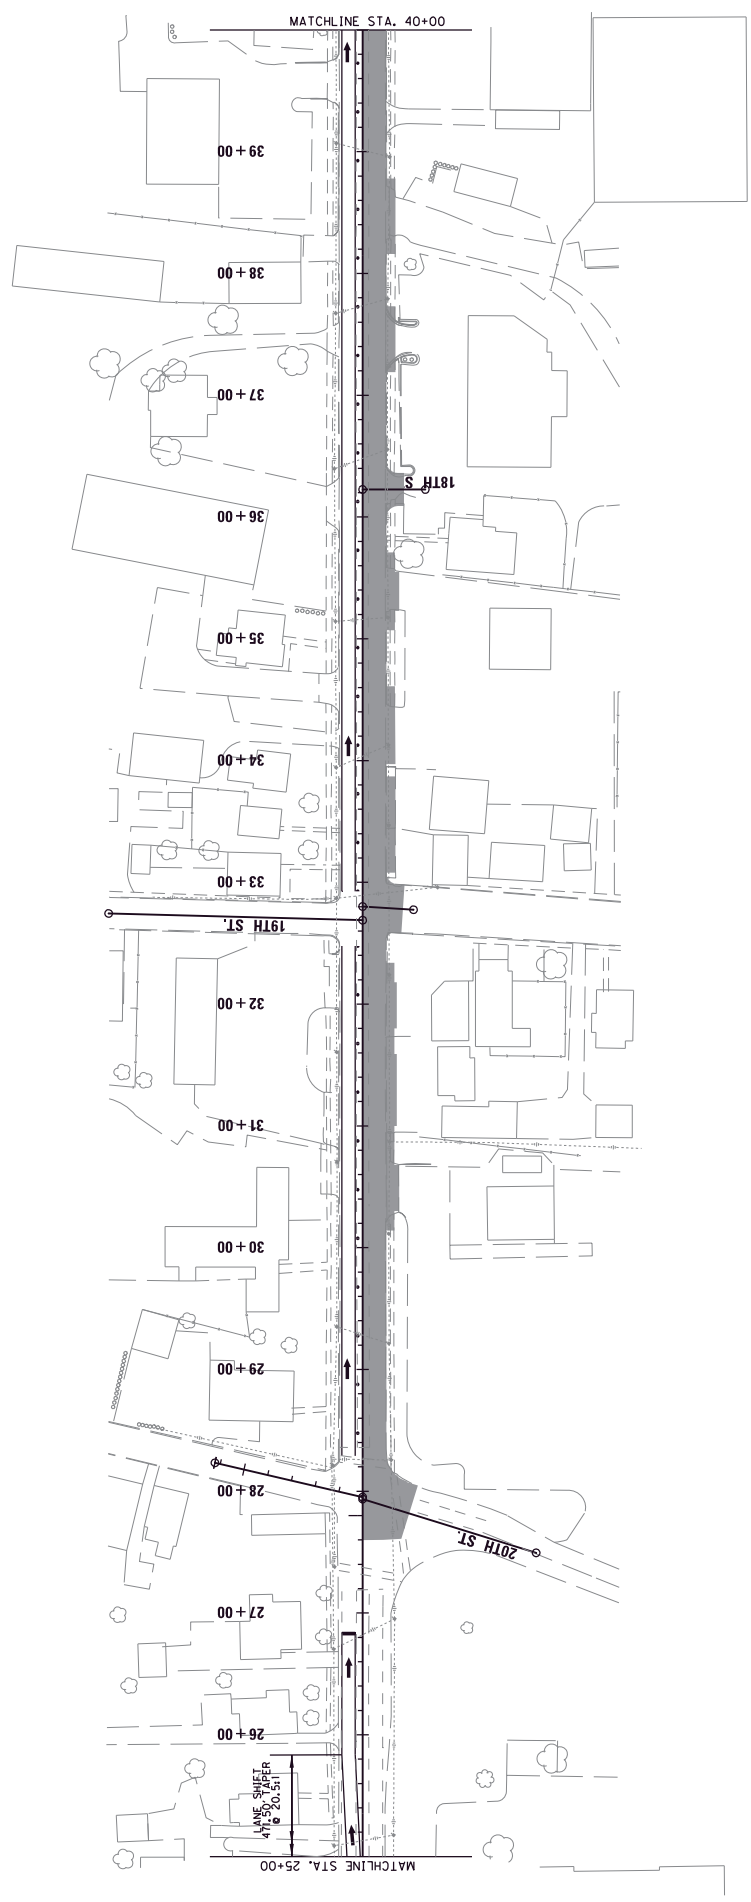 MATCHLINE STA. 40+00
39+00
38+00
37+00
18TH S
36+00
35+00
34+00
33+00
19TH ST.
32+00
31+00
30+00
29+00
28+00
20TH ST.
27+00
26+00
LANE SHIFT
471.50' TAPER
@ 20.5:1
MATCHLINE STA. 25+00